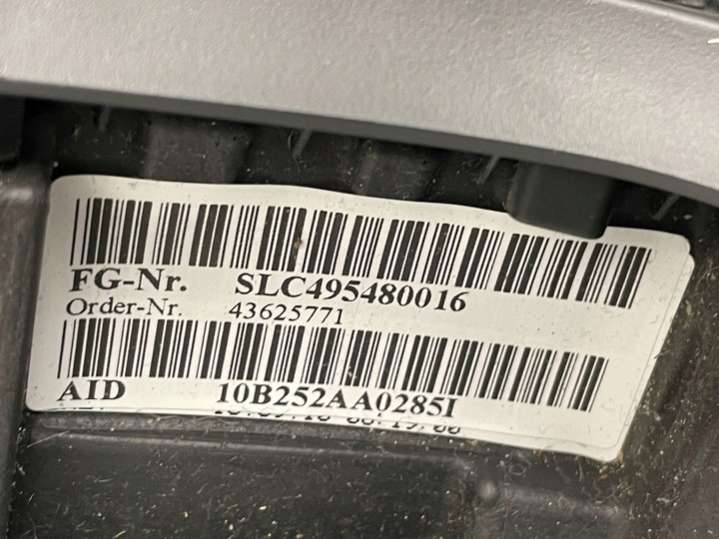 FG-Nr. SLC495480016
Order-Nr. 43625771
AID 10B252AA0285I